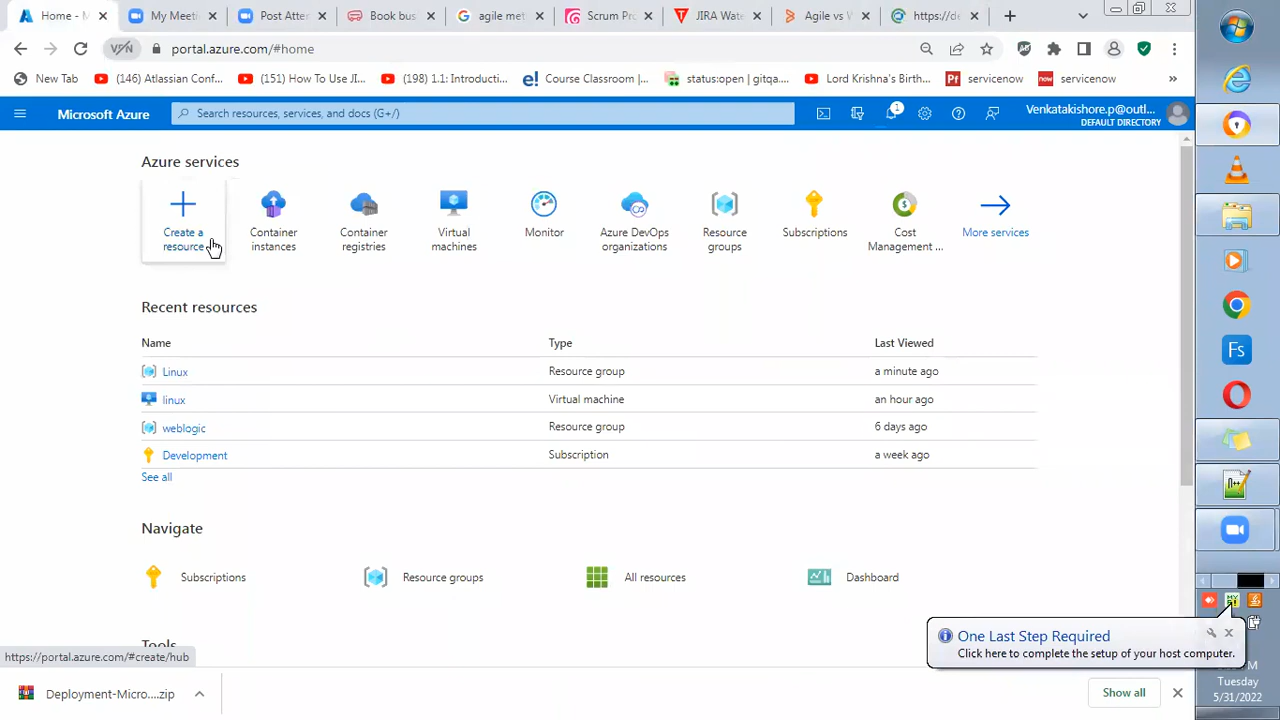 Home - M
My Meeti
Post Atter
Book bus
agile met
Scrum Pr
JIRA Wate
Agile v
https://de
VPN
portal.azure.com/#home
New Tab
(146) Atlassian Conf...
(151) How To Use JI...
(198) 1.1: Introducti...
Course Classroom |...
status:open | gitqa....
Lord Krishna's Birth...
servicenow
servicenow
»
Microsoft Azure
Search resources, services, and docs (G+/)
1
Venkatakishore.p@outl...
DEFAULT DIRECTORY
Azure services
Create a resource
Container instances
Container registries
Virtual machines
Monitor
Azure DevOps organizations
Resource groups
Subscriptions
Cost Management ...
More services
Recent resources
Name Type Last Viewed
Linux Resource group a minute ago
linux Virtual machine an hour ago
weblogic Resource group 6 days ago
Development Subscription a week ago
See all
Navigate
Subscriptions
Resource groups
All resources
Dashboard
Tools
https://portal.azure.com/#create/hub
One Last Step Required
Click here to complete the setup of your host computer.
Deployment-Micro....zip
Show all
Tuesday
5/31/2022
Fs